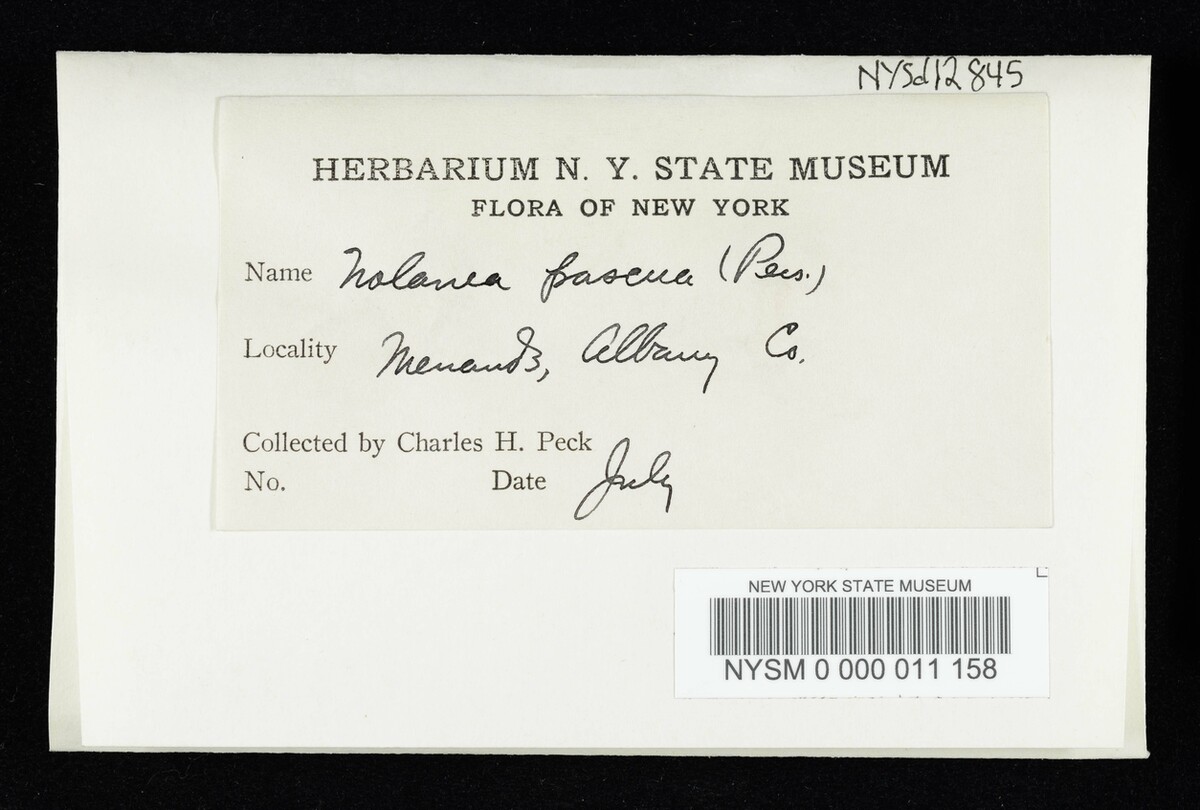 NYSd12845
HERBARIUM N. Y. STATE MUSEUM
FLORA OF NEW YORK
Name Nolanea pascua (Pers.)
Locality Menands, Albany Co.
Collected by Charles H. Peck
No. Date July
NEW YORK STATE MUSEUM
NYSM 0 000 011 158